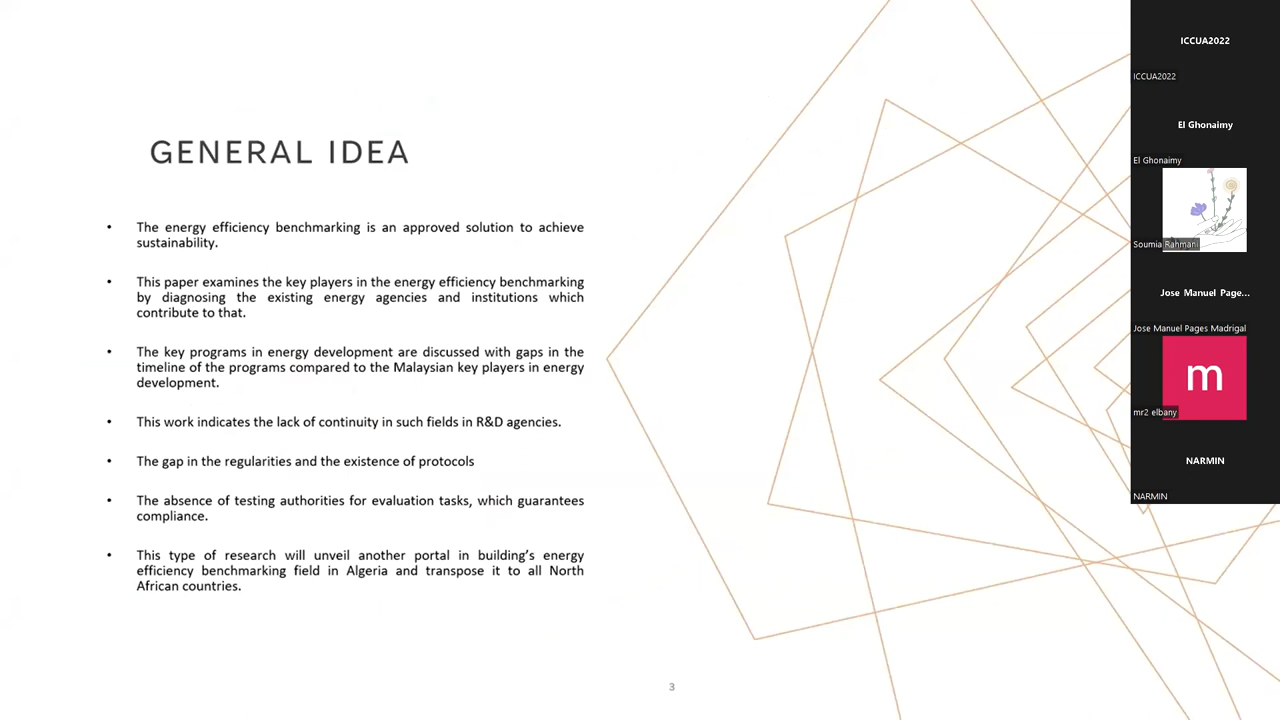 GENERAL IDEA
• The energy efficiency benchmarking is an approved solution to achieve
sustainability.
• This paper examines the key players in the energy efficiency benchmarking
by diagnosing the existing energy agencies and institutions which
contribute to that.
• The key programs in energy development are discussed with gaps in the
timeline of the programs compared to the Malaysian key players in energy
development.
• This work indicates the lack of continuity in such fields in R&D agencies.
• The gap in the regularities and the existence of protocols
• The absence of testing authorities for evaluation tasks, which guarantees
compliance.
• This type of research will unveil another portal in building’s energy
efficiency benchmarking field in Algeria and transpose it to all North
African countries.
3
ICCUA2022
ICCUA2022
El Ghonaimy
El Ghonaimy
Soumia Rahmani
Jose Manuel Page...
Jose Manuel Pages Madrigal
m
mr2 elbany
NARMIN
NARMIN